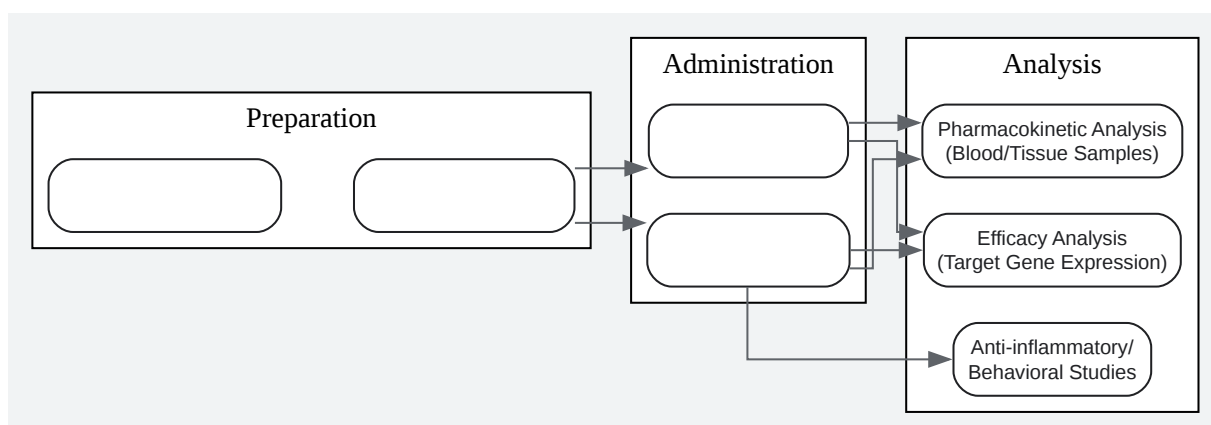 Preparation
Administration
Analysis
Pharmacokinetic Analysis
(Blood/Tissue Samples)
Efficacy Analysis
(Target Gene Expression)
Anti-inflammatory/
Behavioral Studies